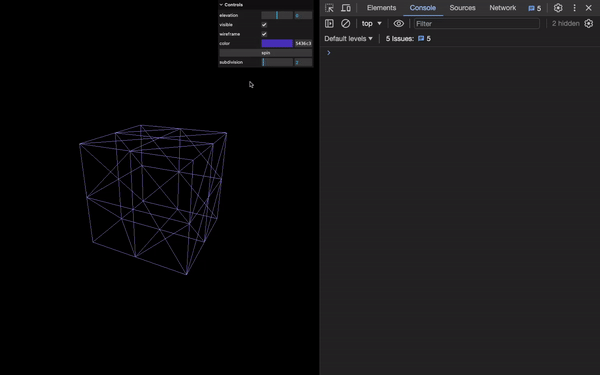 Controls
elevation 0
visible
wireframe
color
spin
subdivision 2
Elements Console Sources Network 5
top Filter 2 hidden
Default levels 5 Issues: 5